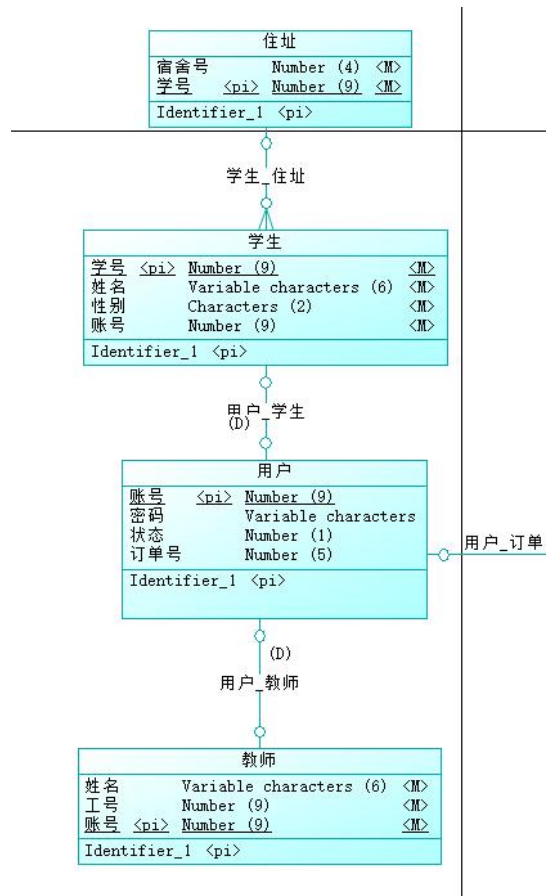 住址
宿舍号 Number (4) <M>
学号 <pi> Number (9) <M>
Identifier_1 <pi>
学生_住址
学生
学号 <pi> Number (9) <M>
姓名 Variable characters (6) <M>
性别 Characters (2) <M>
账号 Number (9) <M>
Identifier_1 <pi>
用户_学生
(D)
用户
账号 <pi> Number (9)
密码 Variable characters
状态 Number (1)
订单号 Number (5)
Identifier_1 <pi>
用户_订单
(D)
用户_教师
教师
姓名 Variable characters (6) <M>
工号 Number (9) <M>
账号 <pi> Number (9) <M>
Identifier_1 <pi>